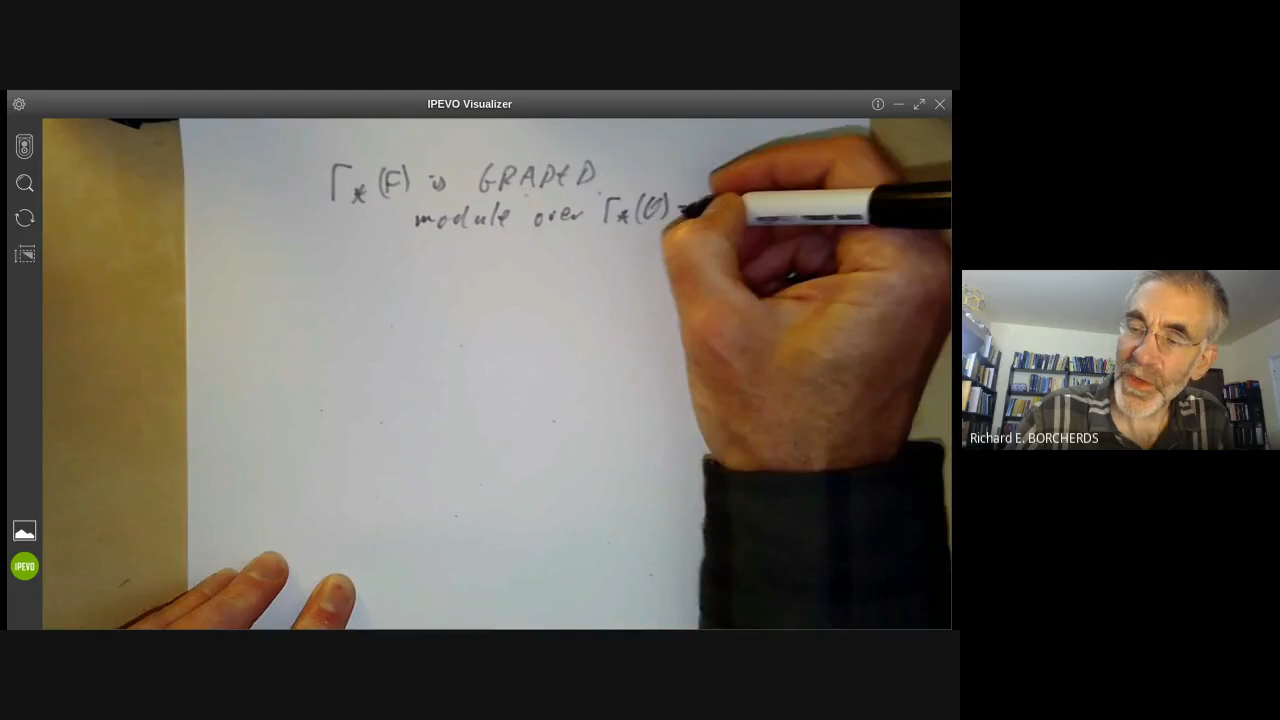 IPEVO Visualizer
Γ⁎(F) is GRADED
module over Γ⁎(O) =
IPEVO
Richard E. BORCHERDS